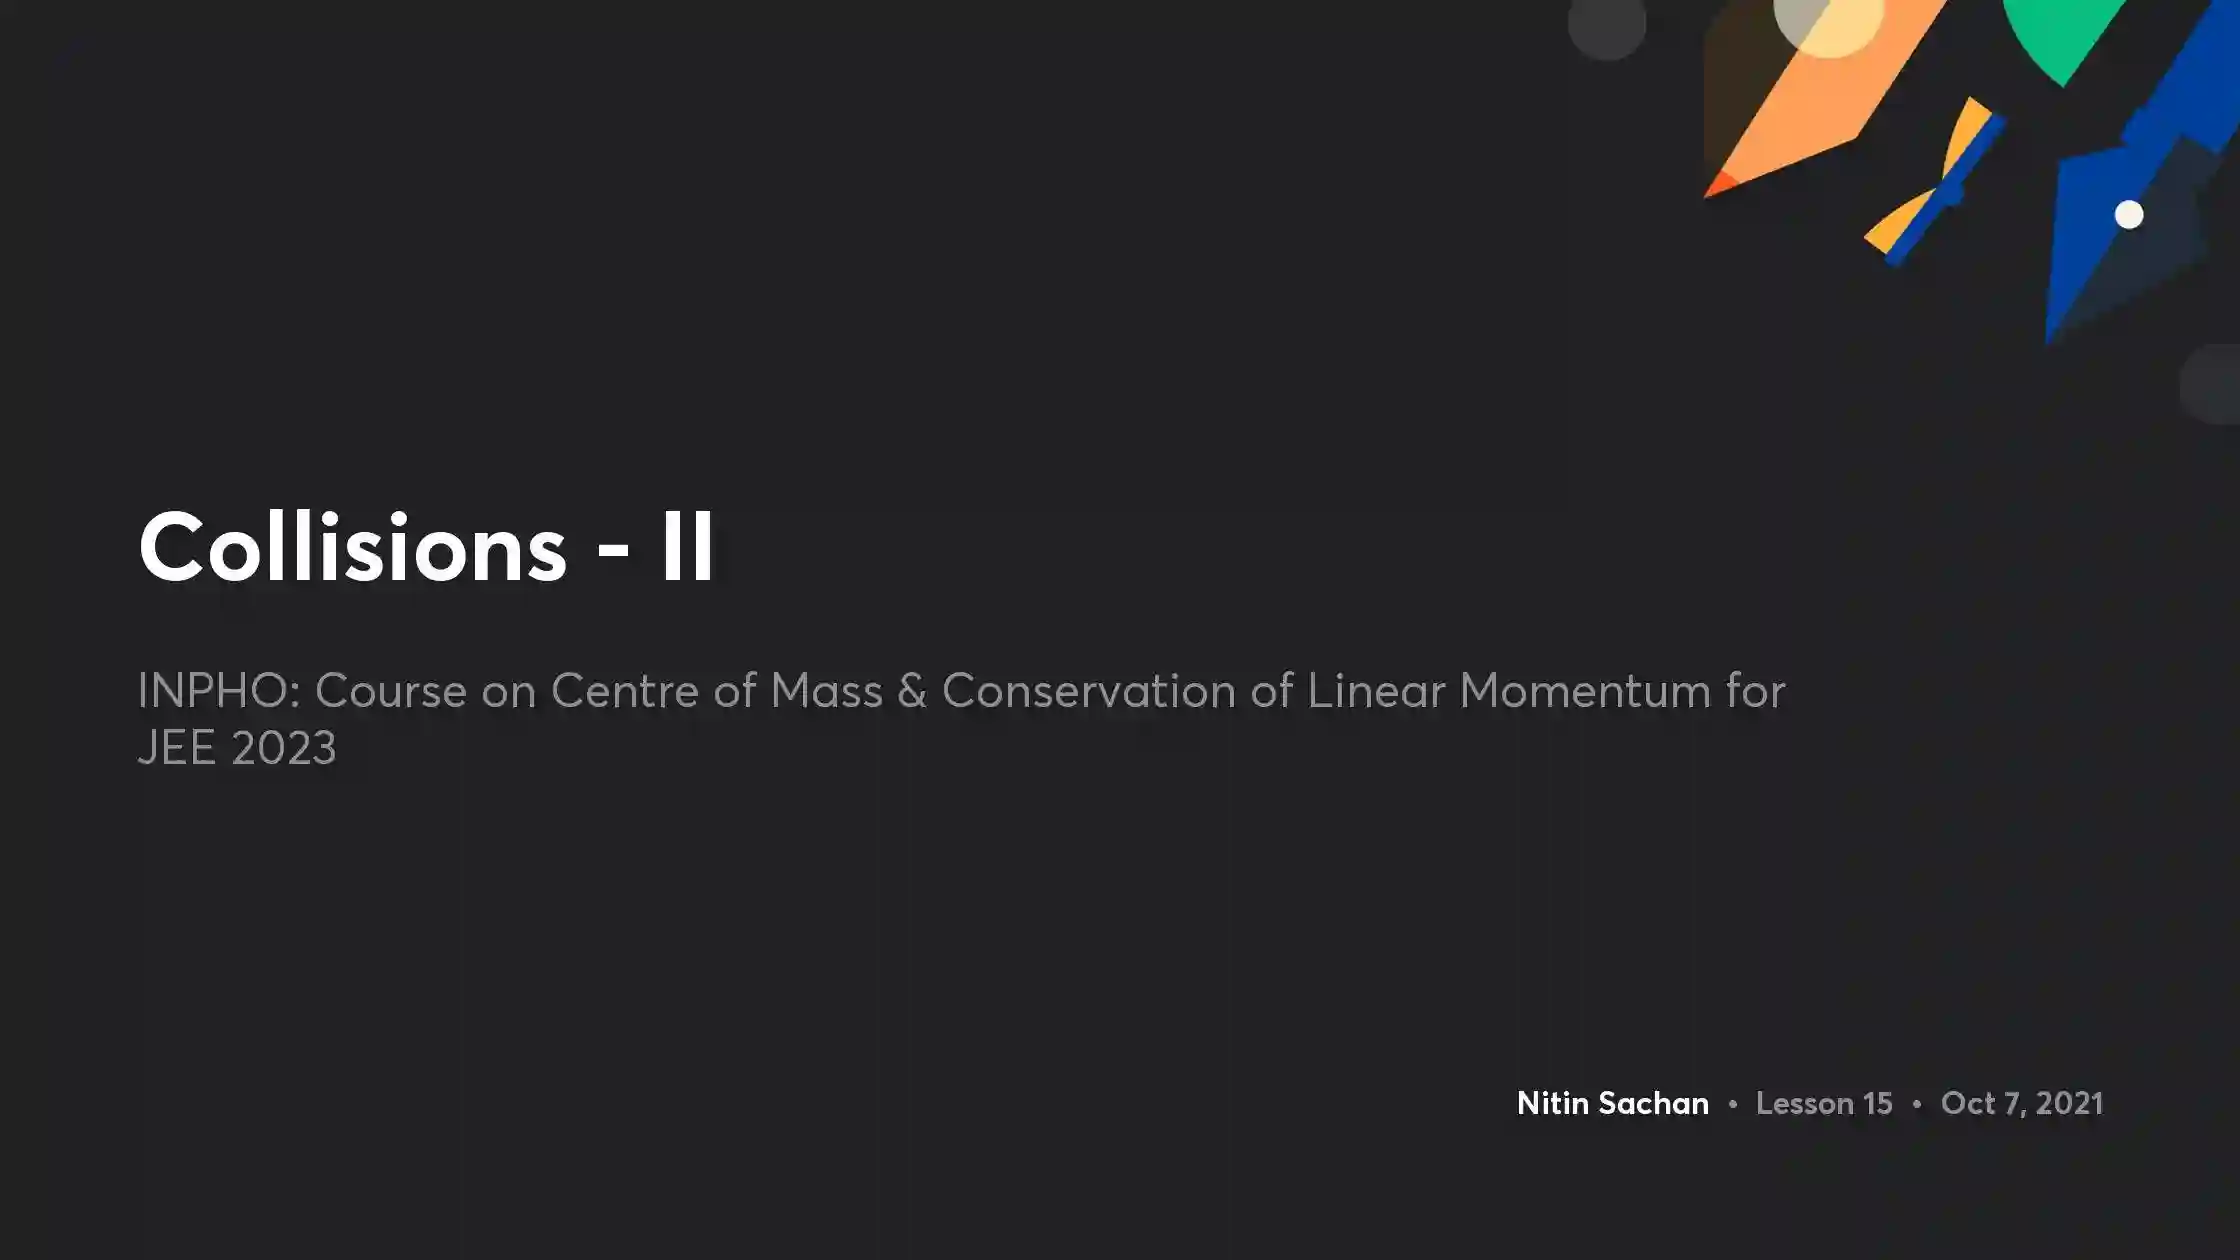 Collisions - II
INPHO: Course on Centre of Mass & Conservation of Linear Momentum for
JEE 2023
Nitin Sachan • Lesson 15 • Oct 7, 2021